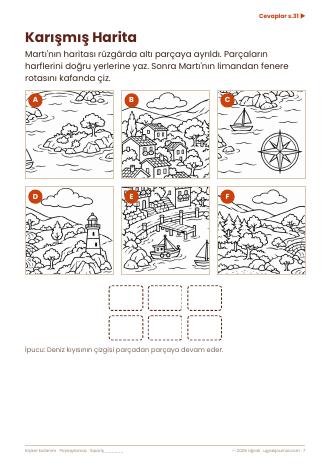 Cevaplar s.31 ▶
Karışmış Harita
Martı'nın haritası rüzgârda altı parçaya ayrıldı. Parçaların
harflerini doğru yerlerine yaz. Sonra Martı'nın limandan fenere
rotasını kafanda çiz.
A B C
D E F
İpucu: Deniz kıyısının çizgisi parçadan parçaya devam eder.